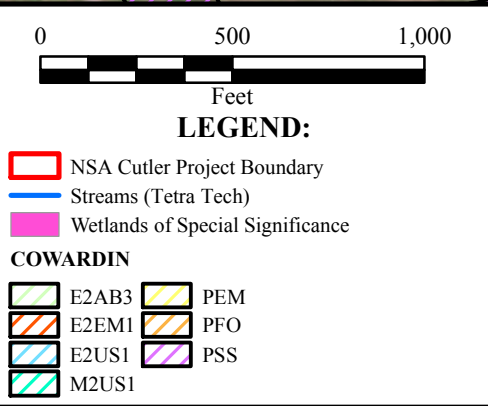 0 500 1,000
Feet
LEGEND:
NSA Cutler Project Boundary
Streams (Tetra Tech)
Wetlands of Special Significance
COWARDIN
E2AB3 PEM
E2EM1 PFO
E2US1 PSS
M2US1